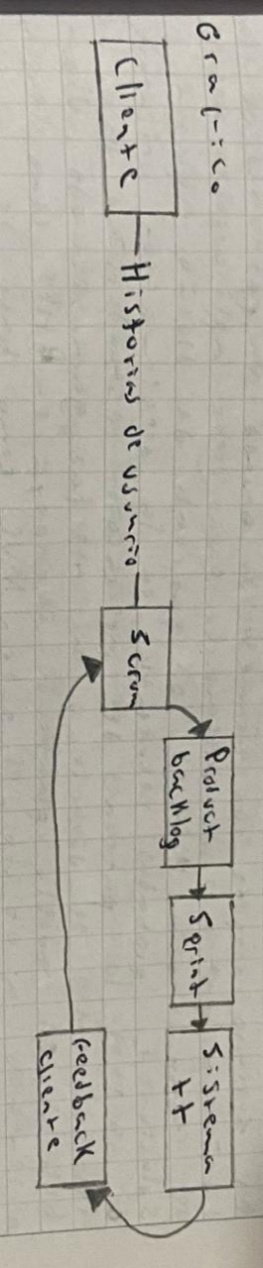 Grafico
Cliente
Historias de usuario
Scrum
Product
backlog
Sprint
Sistema
++
Feedback
cliente